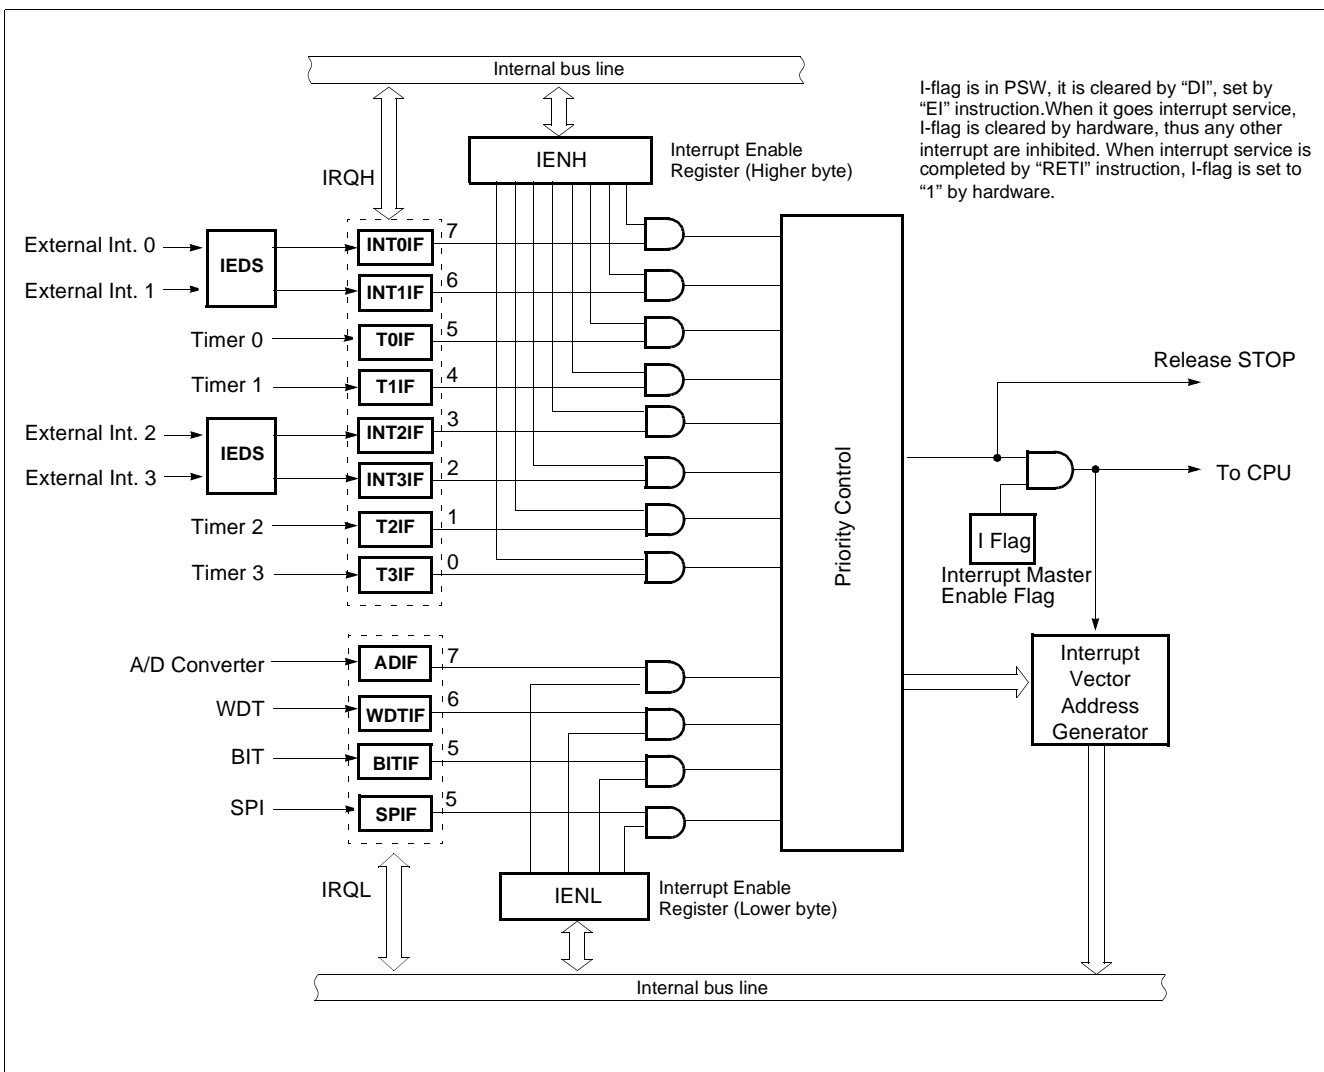 Internal bus line
I-flag is in PSW, it is cleared by “DI”, set by
“EI” instruction.When it goes interrupt service,
I-flag is cleared by hardware, thus any other
interrupt are inhibited. When interrupt service is
completed by “RETI” instruction, I-flag is set to
“1” by hardware.
IRQH
IENH
Interrupt Enable
Register (Higher byte)
External Int. 0
IEDS
INT0IF
7
External Int. 1
INT1IF
6
Timer 0
T0IF
5
Timer 1
T1IF
4
External Int. 2
IEDS
INT2IF
3
External Int. 3
INT3IF
2
Timer 2
T2IF
1
Timer 3
T3IF
0
Priority Control
Release STOP
To CPU
I Flag
Interrupt Master
Enable Flag
A/D Converter
ADIF
7
WDT
WDTIF
6
BIT
BITIF
5
SPI
SPIF
5
Interrupt
Vector
Address
Generator
IRQL
IENL
Interrupt Enable
Register (Lower byte)
Internal bus line